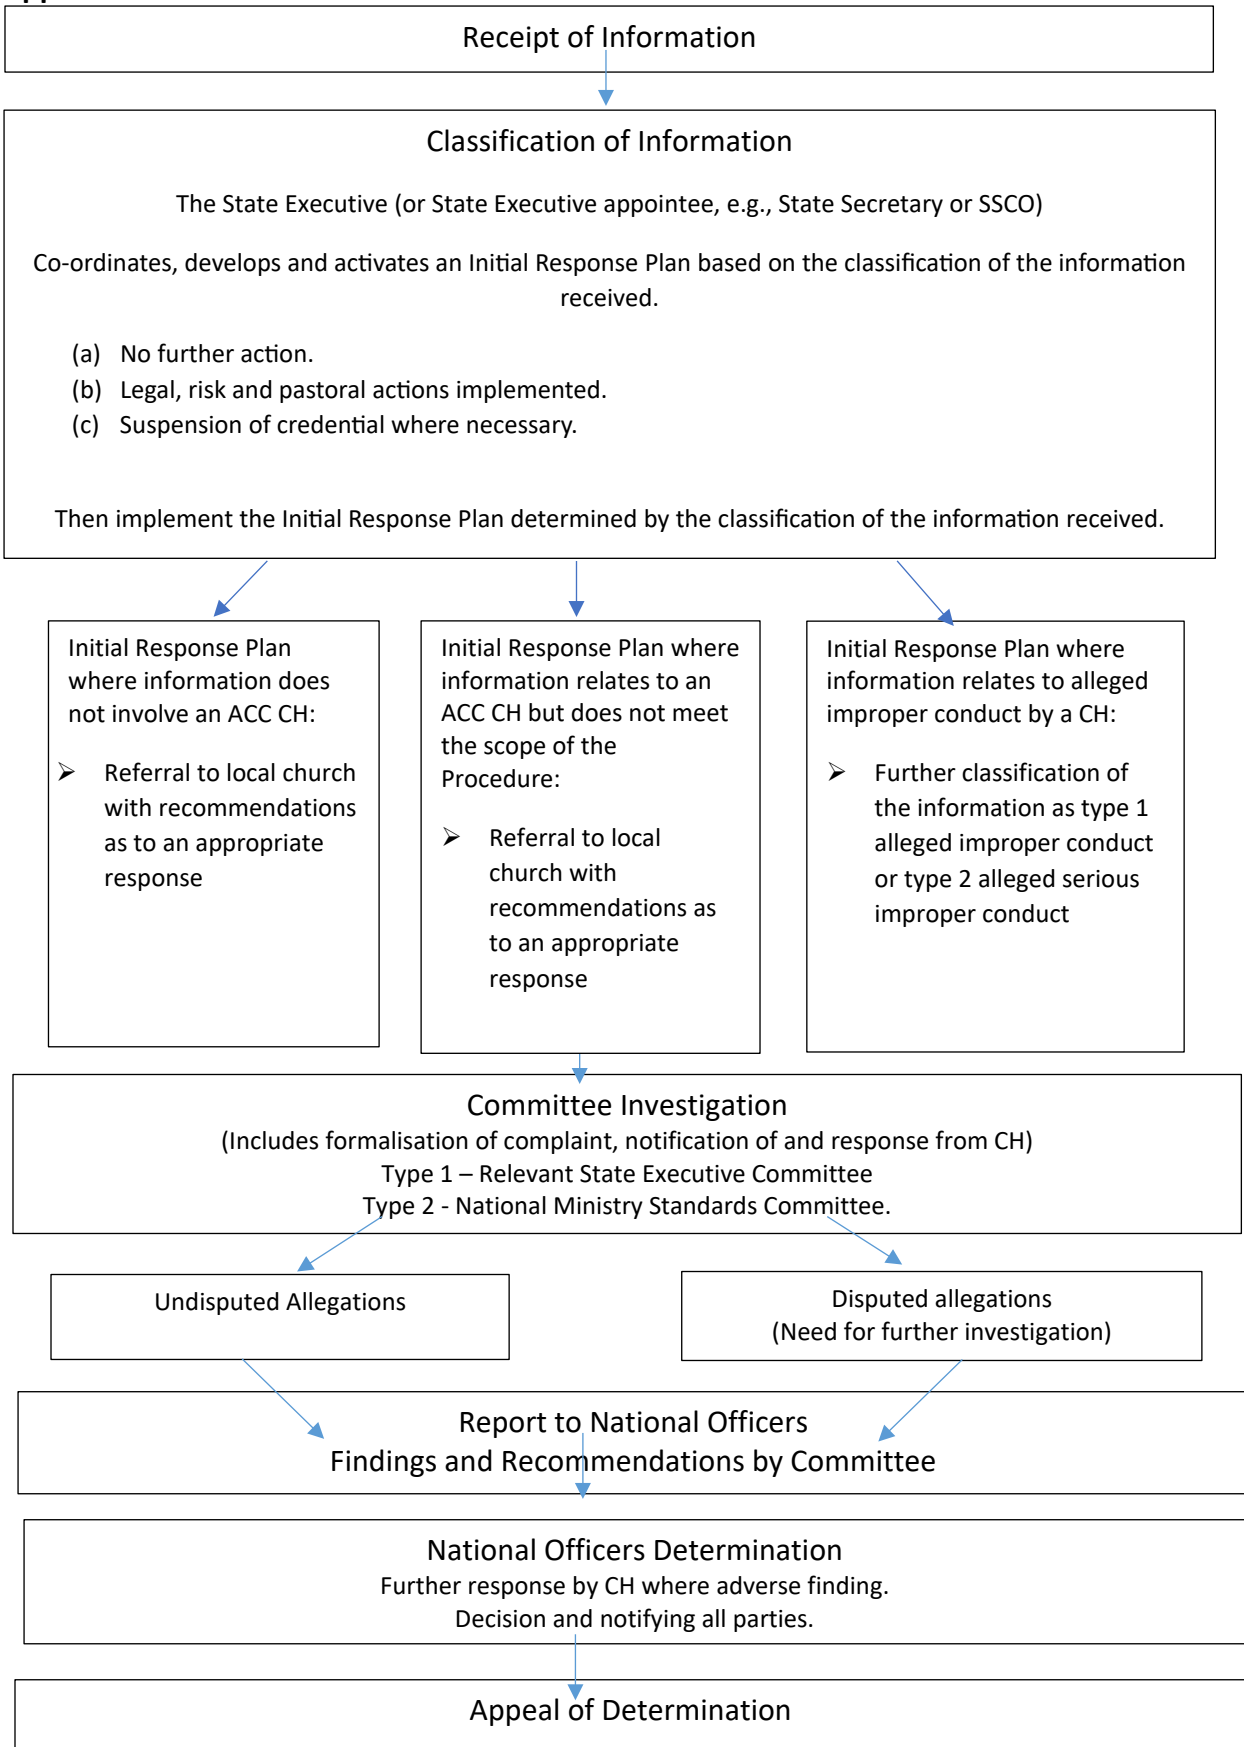 Receipt of Information
Classification of Information
The State Executive (or State Executive appointee, e.g., State Secretary or SSCO)
Co-ordinates, develops and activates an Initial Response Plan based on the classification of the information
received.
(a) No further action.
(b) Legal, risk and pastoral actions implemented.
(c) Suspension of credential where necessary.
Then implement the Initial Response Plan determined by the classification of the information received.
Initial Response Plan
where information does
not involve an ACC CH:
➢ Referral to local church
with recommendations
as to an appropriate
response
Initial Response Plan where
information relates to an
ACC CH but does not meet
the scope of the
Procedure:
➢ Referral to local
church with
recommendations as
to an appropriate
response
Initial Response Plan where
information relates to alleged
improper conduct by a CH:
➢ Further classification of
the information as type 1
alleged improper conduct
or type 2 alleged serious
improper conduct
Committee Investigation
(Includes formalisation of complaint, notification of and response from CH)
Type 1 – Relevant State Executive Committee
Type 2 - National Ministry Standards Committee.
Undisputed Allegations
Disputed allegations
(Need for further investigation)
Report to National Officers
Findings and Recommendations by Committee
National Officers Determination
Further response by CH where adverse finding.
Decision and notifying all parties.
Appeal of Determination